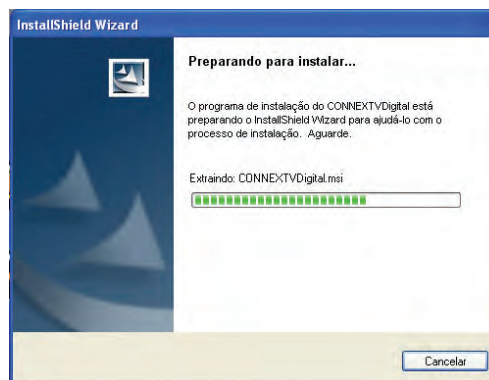 InstallShield Wizard
Preparando para instalar...
O programa de instalação do CONNEXTVDigital está
preparando o InstallShield Wizard para ajudá-lo com o
processo de instalação. Aguarde.
Extraindo: CONNEXTVDigital.msi
Cancelar